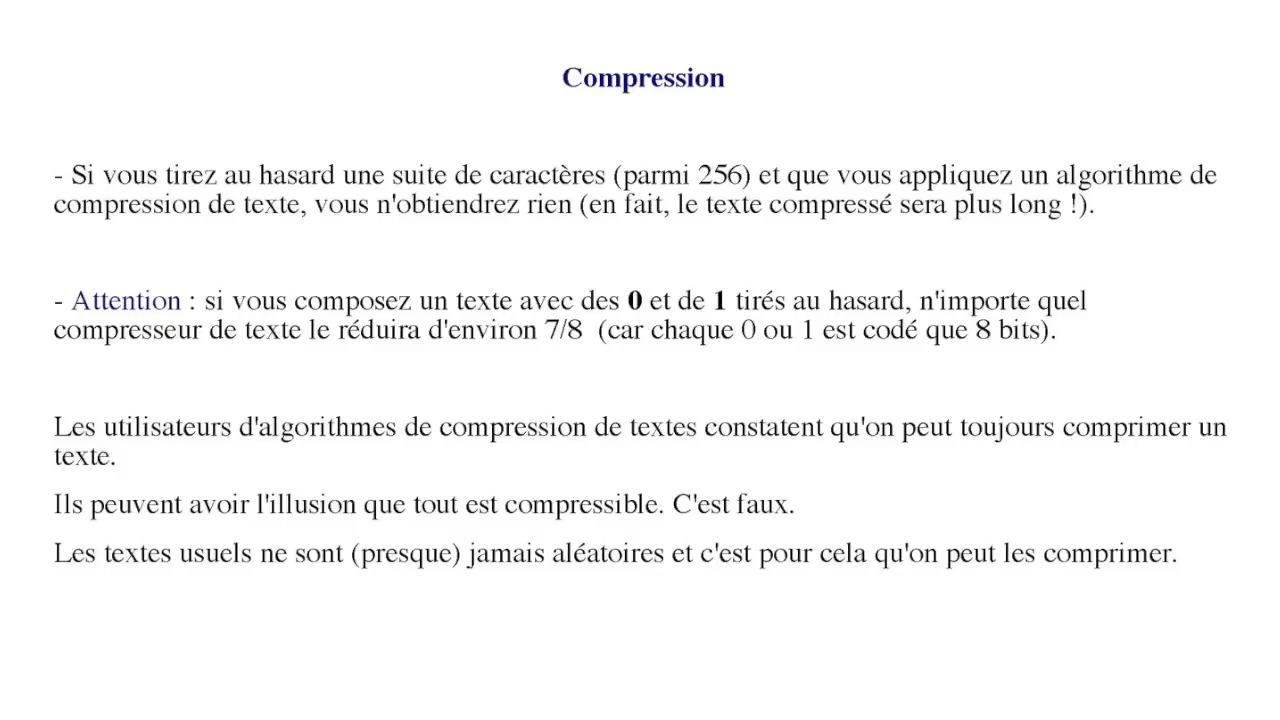 Compression
- Si vous tirez au hasard une suite de caractères (parmi 256) et que vous appliquez un algorithme de
compression de texte, vous n'obtiendrez rien (en fait, le texte compressé sera plus long !).
- Attention : si vous composez un texte avec des 0 et de 1 tirés au hasard, n'importe quel
compresseur de texte le réduira d'environ 7/8 (car chaque 0 ou 1 est codé que 8 bits).
Les utilisateurs d'algorithmes de compression de textes constatent qu'on peut toujours comprimer un
texte.
Ils peuvent avoir l'illusion que tout est compressible. C'est faux.
Les textes usuels ne sont (presque) jamais aléatoires et c'est pour cela qu'on peut les comprimer.